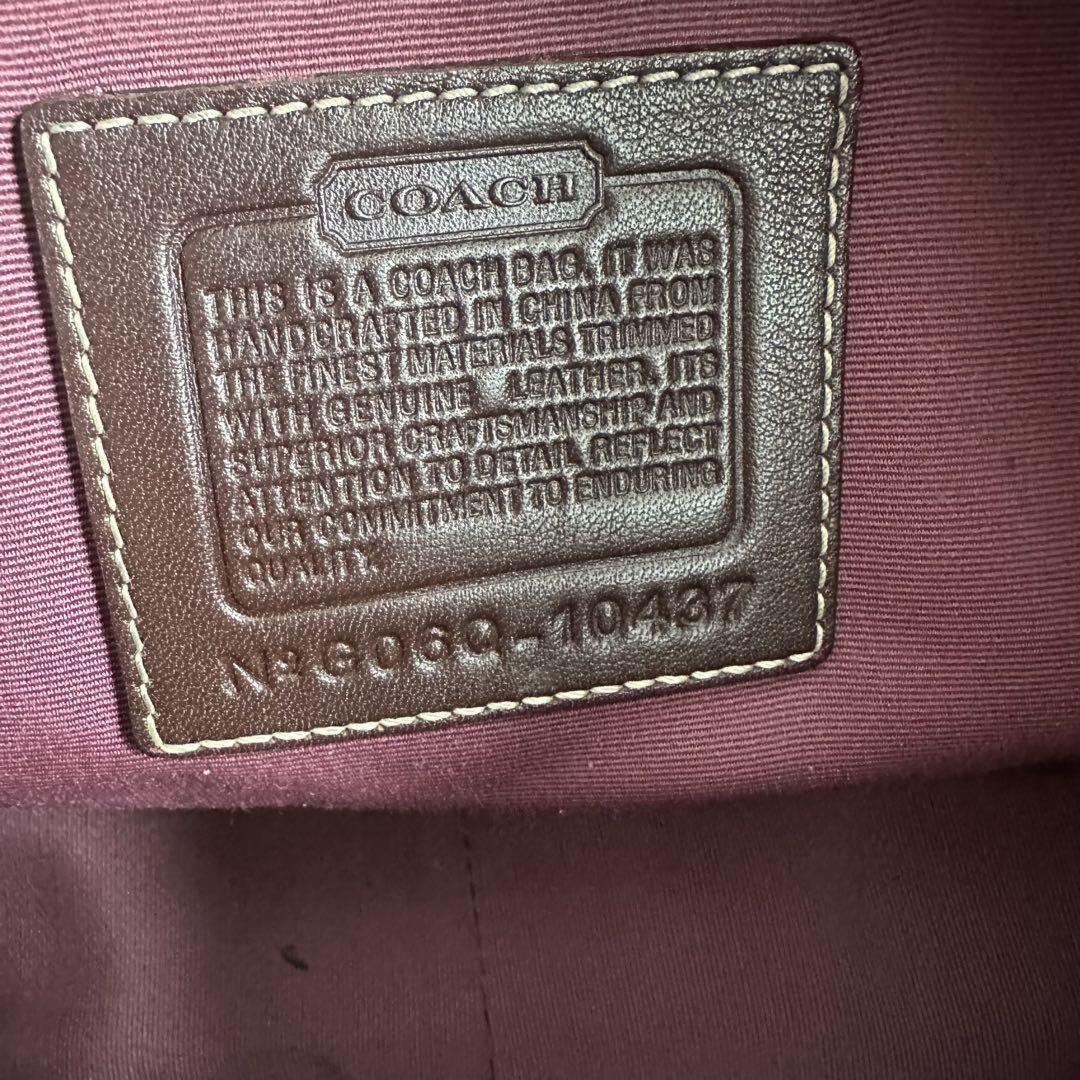 COACH
THIS IS A COACH BAG. IT WAS
HANDCRAFTED IN CHINA FROM
THE FINEST MATERIALS TRIMMED
WITH GENUINE LEATHER. ITS
SUPERIOR CRAFTSMANSHIP AND
ATTENTION TO DETAIL REFLECT
OUR COMMITMENT TO ENDURING
QUALITY.
Nº G06Q-10437